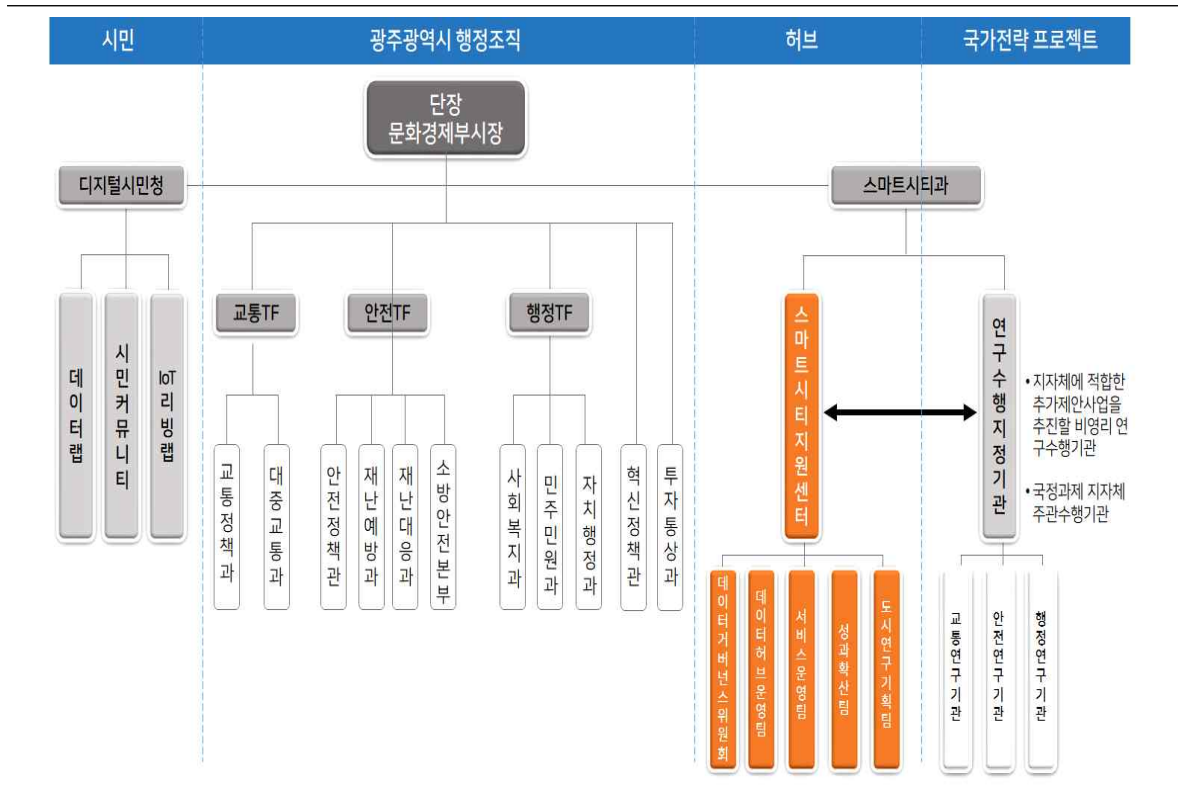 시민
광주광역시 행정조직
허브
국가전략 프로젝트
단장
문화경제부시장
디지털시민청
스마트시티과
교통TF
안전TF
행정TF
데이터랩
시민커뮤니티
IoT리빙랩
교통정책과
대중교통과
안전정책관
재난예방과
재난대응과
소방안전본부
사회복지과
민주민원과
자치행정과
혁신정책관
투자통상과
스마트시티지원센터
연구수행지정기관
• 지자체에 적합한
추가제안사업을
추진할 비영리 연
구수행기관
• 국정과제 지자체
주관수행기관
데이터거버넌스위원회
데이터허브운영팀
서비스운영팀
성과확산팀
도시연구기획팀
교통연구기관
안전연구기관
행정연구기관